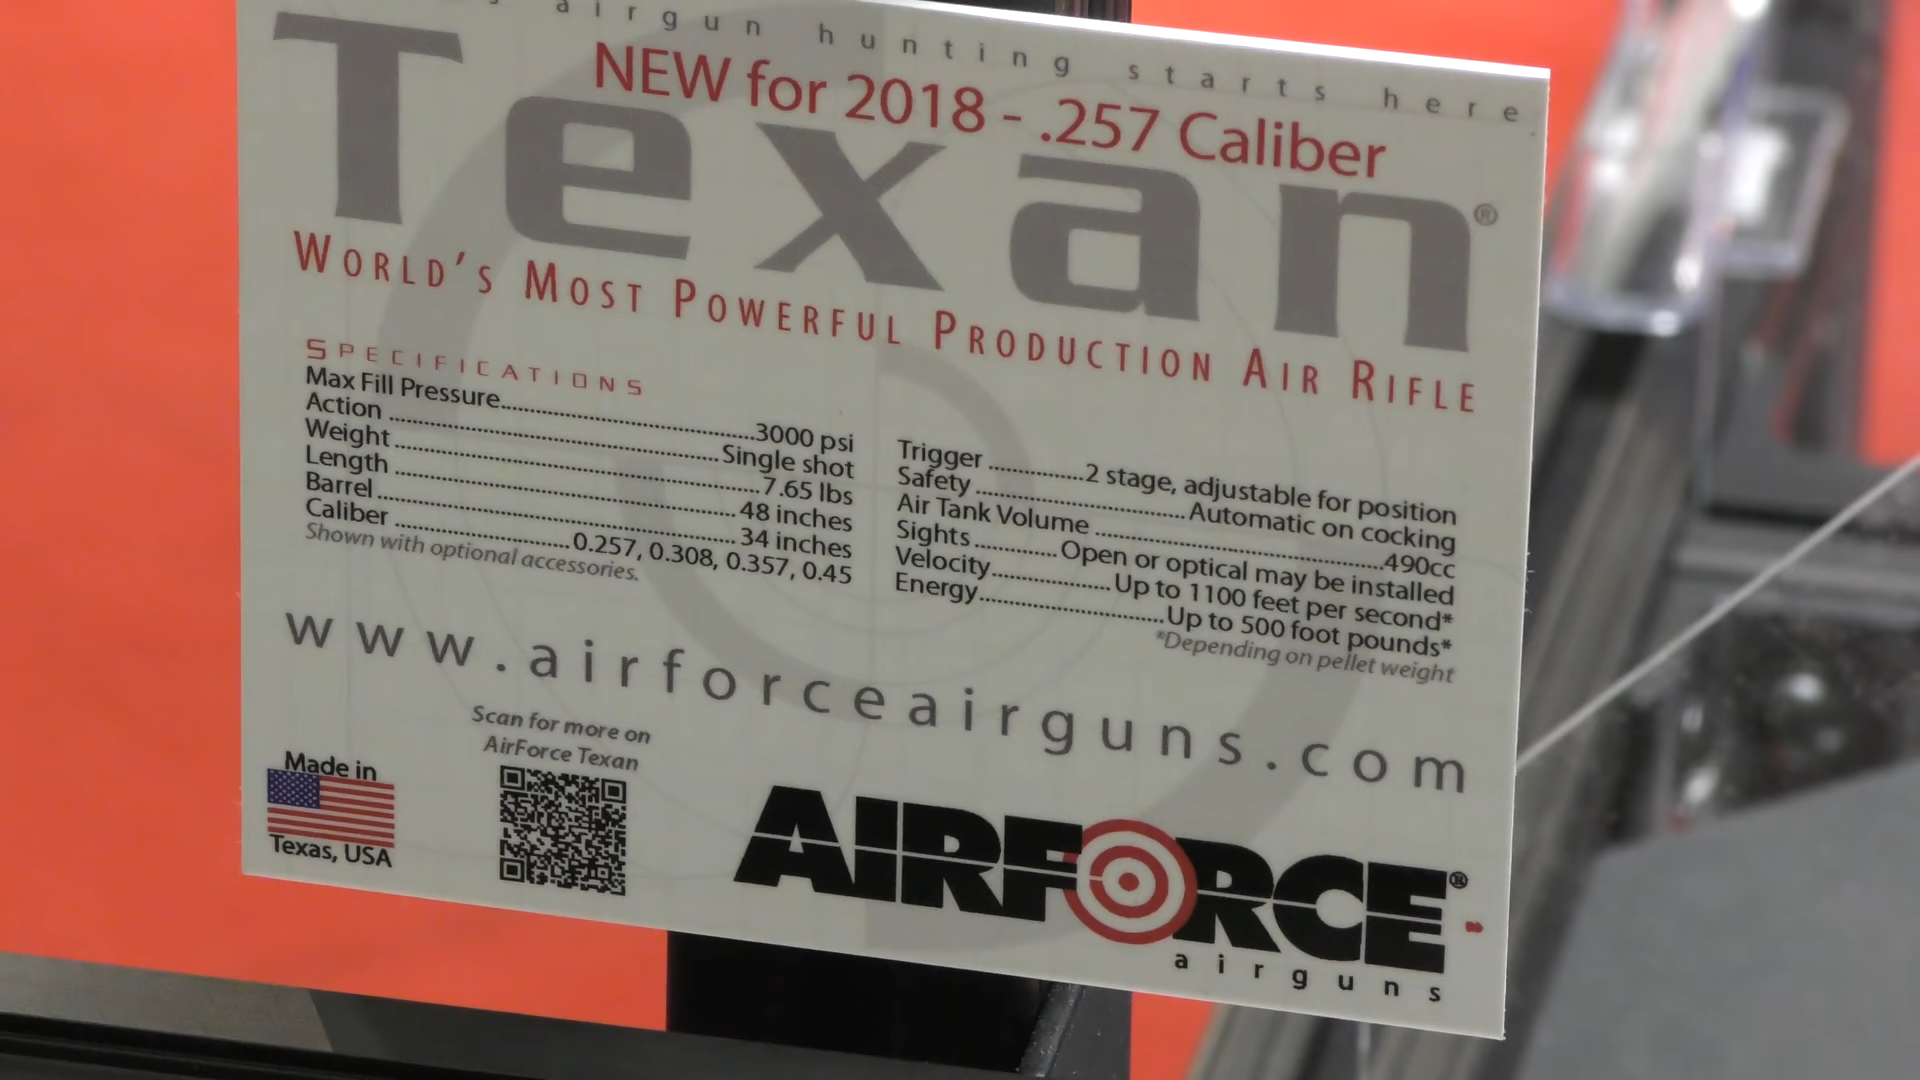 airgun hunting starts here.
NEW for 2018 - .257 Caliber
Texan®
WORLD'S MOST POWERFUL PRODUCTION AIR RIFLE
SPECIFICATIONS
Max Fill Pressure..........3000 psi
Action..........Single shot
Weight..........7.65 lbs
Length..........48 inches
Barrel..........34 inches
Caliber..........0.257, 0.308, 0.357, 0.45
Shown with optional accessories.
Trigger..........2 stage, adjustable for position
Safety..........Automatic on cocking
Air Tank Volume..........490cc
Sights..........Open or optical may be installed
Velocity..........Up to 1100 feet per second*
Energy..........Up to 500 foot pounds*
*Depending on pellet weight
www.airforceairguns.com
Scan for more on
AirForce Texan
Made in
Texas, USA
AIRFORCE®
airguns